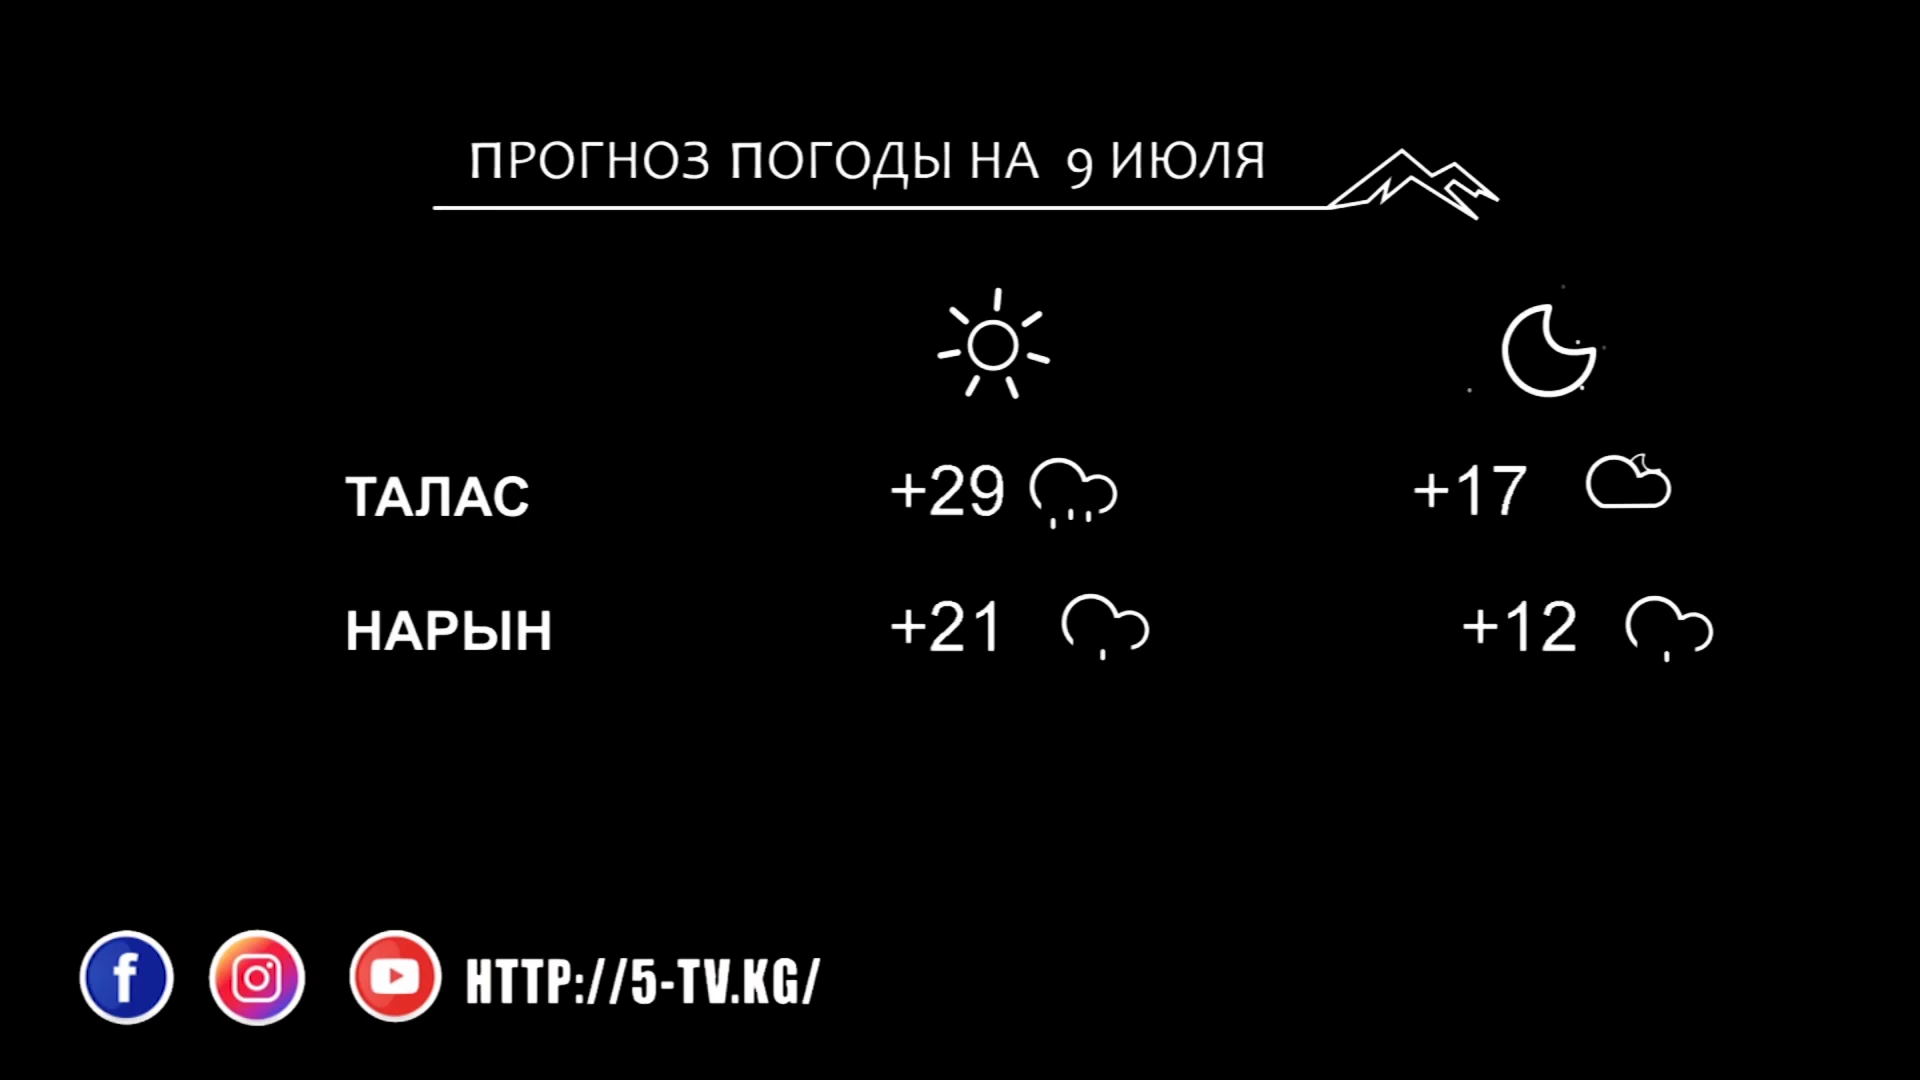 ПРОГНОЗ ПОГОДЫ НА 9 ИЮЛЯ
ТАЛАС +29 +17
НАРЫН +21 +12
HTTP://5-TV.KG/